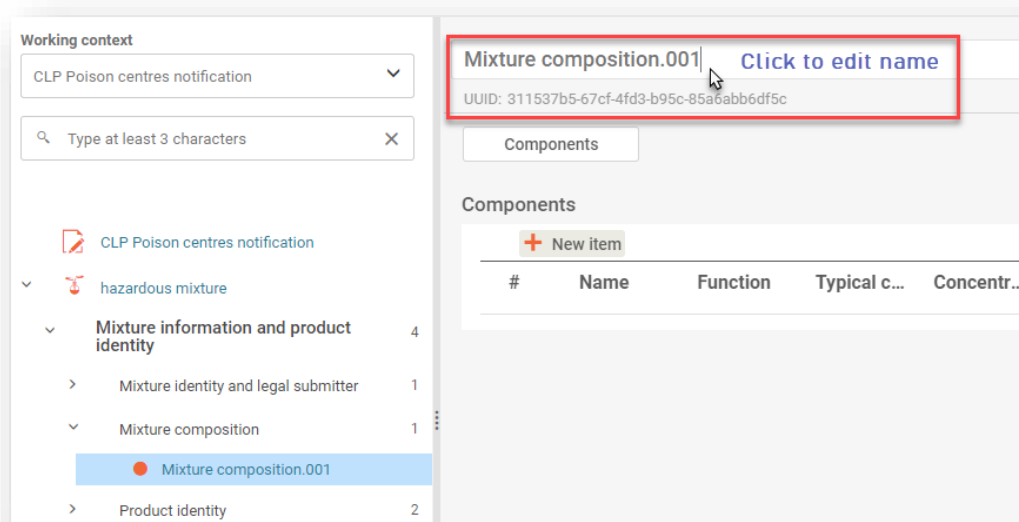 Working context
CLP Poison centres notification
Type at least 3 characters
CLP Poison centres notification
hazardous mixture
Mixture information and product
identity
4
Mixture identity and legal submitter 1
Mixture composition 1
Mixture composition.001
Product identity 2
Mixture composition.001 Click to edit name
UUID: 311537b5-67cf-4fd3-b95c-85a6abb6df5c
Components
Components
New item
# Name Function Typical c... Concentr...